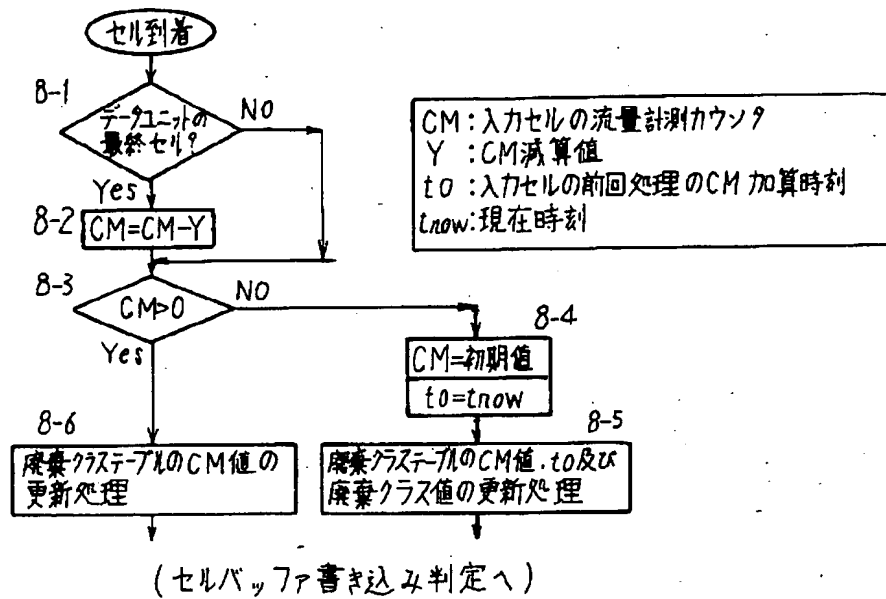 セル到着
8-1
データユニットの
最終セル?
NO
Yes
8-2
CM=CM-Y
8-3
CM>0
NO
Yes
8-4
CM=初期値
t0=tnow
8-6
廃棄クラステーブルのCM値の
更新処理
8-5
廃棄クラステーブルのCM値、t0及び
廃棄クラス値の更新処理
CM:入力セルの流量計測カウンタ
Y:CM減算値
t0:入力セルの前回処理のCM加算時刻
tnow:現在時刻
(セルバッファ書き込み判定へ)